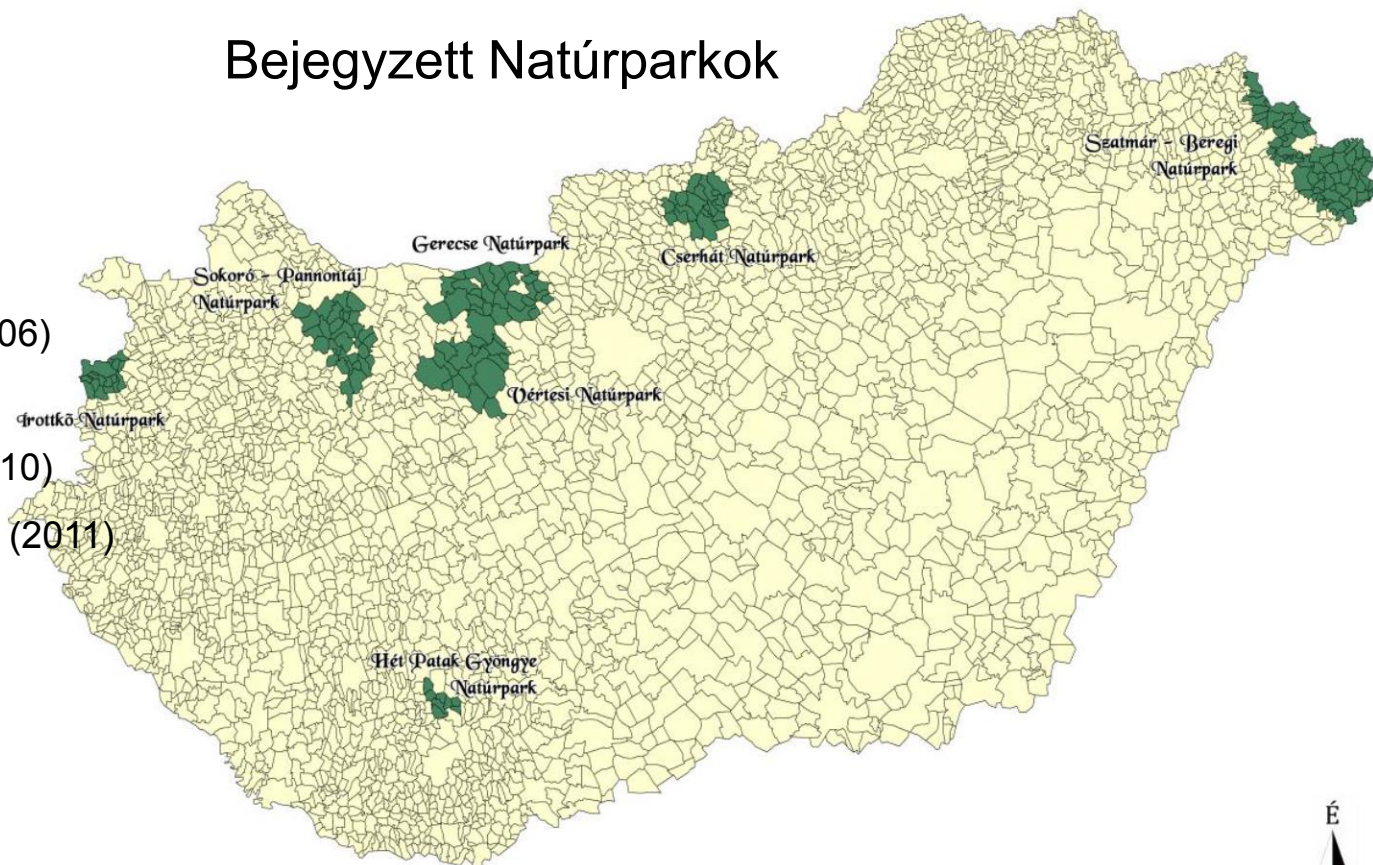 Bejegyzett Natúrparkok
Szatmár - Beregi
Natúrpark
Gerecse Natúrpark
Cserhát Natúrpark
Sokoró - Pannontáj
Natúrpark
06)
Vértesi Natúrpark
Írottkő Natúrpark
10)
(2011)
Hét Patak Gyöngye
Natúrpark
É